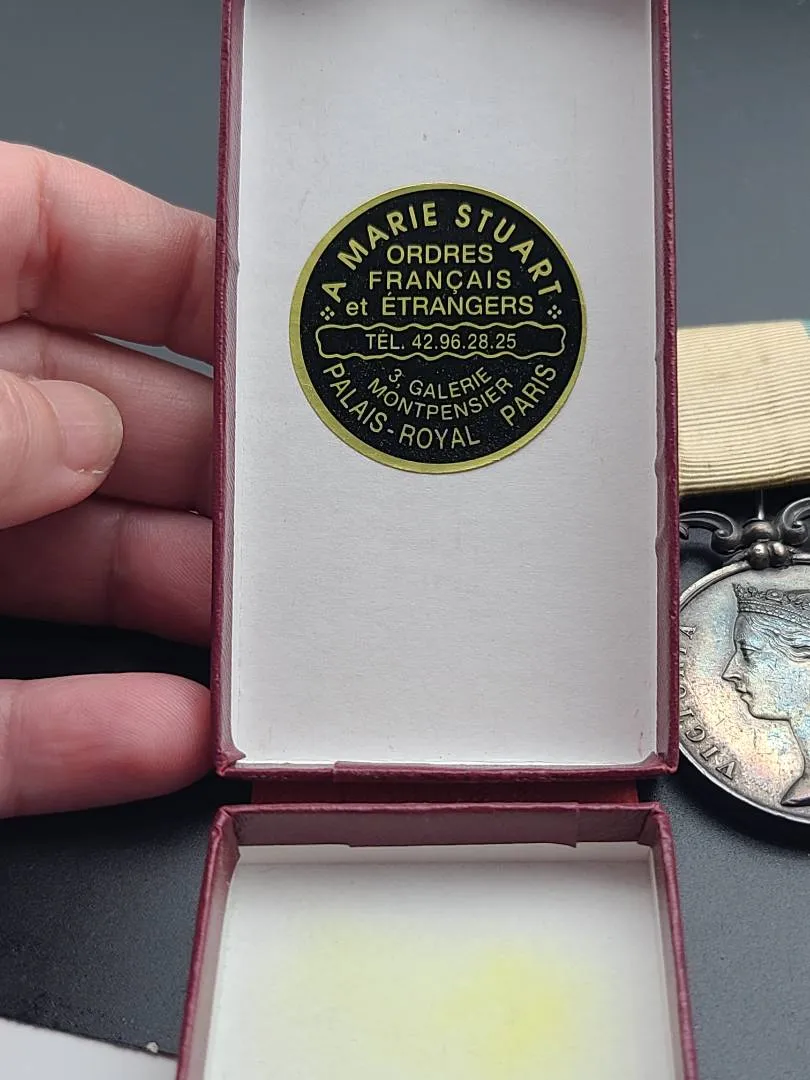 A MARIE STUART
ORDRES
FRANÇAIS
et ÉTRANGERS
TÉL. 42.96.28.25
3, GALERIE
MONTPENSIER
PALAIS-ROYAL PARIS
VICTORIA